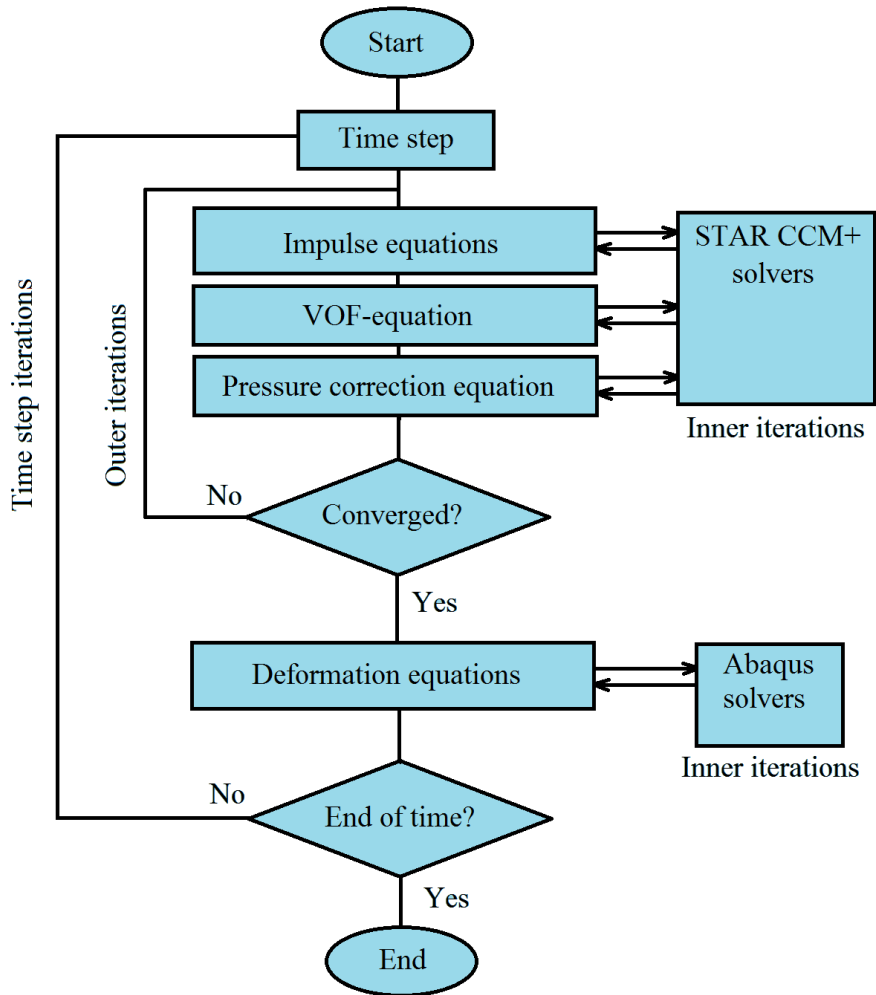 Start
Time step
Impulse equations
STAR CCM+
solvers
VOF-equation
Pressure correction equation
Inner iterations
Time step iterations
Outer iterations
No
Converged?
Yes
Deformation equations
Abaqus
solvers
Inner iterations
No
End of time?
Yes
End